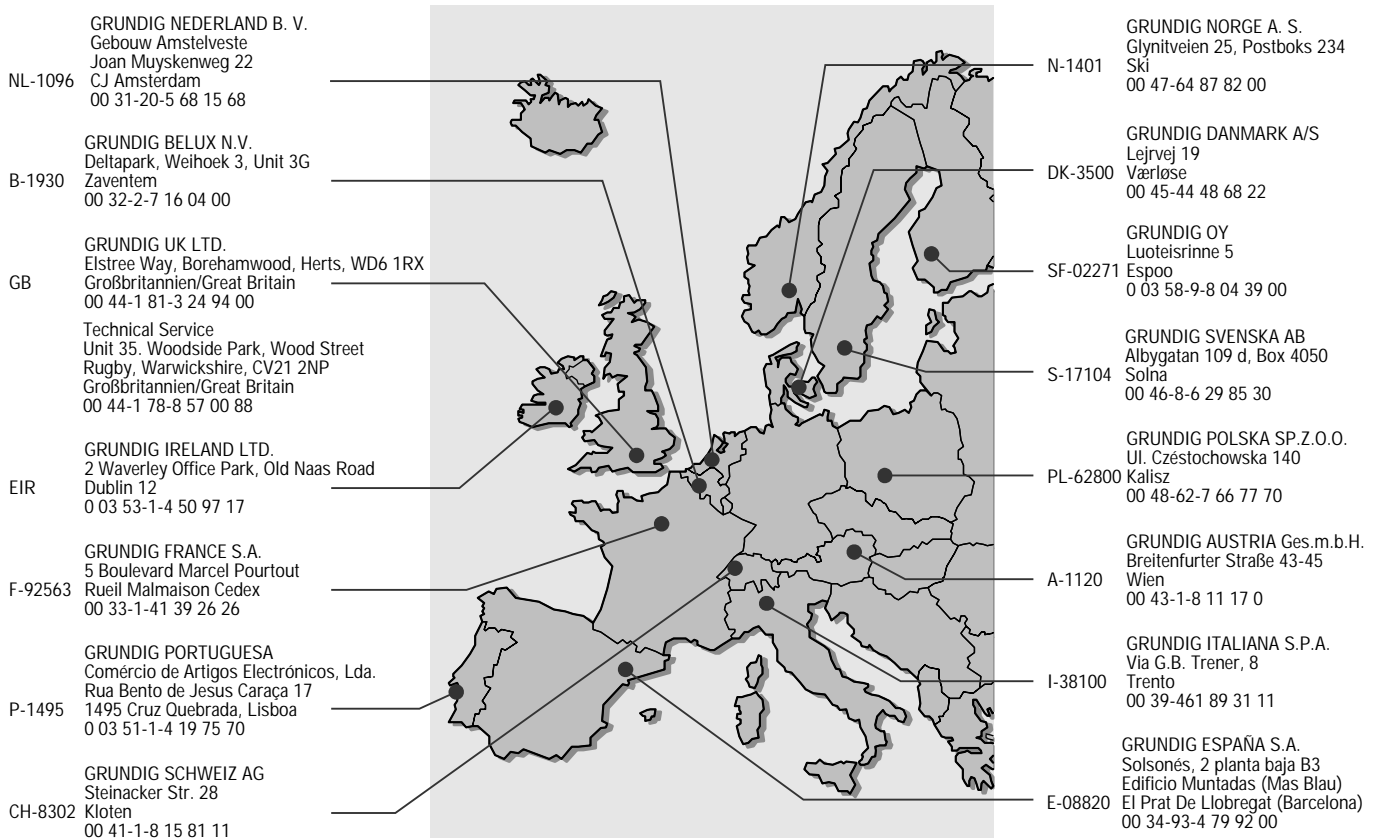 GRUNDIG NEDERLAND B. V.
Gebouw Amstelveste
Joan Muyskenweg 22
NL-1096 CJ Amsterdam
00 31-20-5 68 15 68
GRUNDIG BELUX N.V.
Deltapark, Weihoek 3, Unit 3G
B-1930 Zaventem
00 32-2-7 16 04 00
GRUNDIG UK LTD.
Elstree Way, Borehamwood, Herts, WD6 1RX
GB Großbritannien/Great Britain
00 44-1 81-3 24 94 00
Technical Service
Unit 35. Woodside Park, Wood Street
Rugby, Warwickshire, CV21 2NP
Großbritannien/Great Britain
00 44-1 78-8 57 00 88
GRUNDIG IRELAND LTD.
2 Waverley Office Park, Old Naas Road
EIR Dublin 12
0 03 53-1-4 50 97 17
GRUNDIG FRANCE S.A.
5 Boulevard Marcel Pourtout
F-92563 Rueil Malmaison Cedex
00 33-1-41 39 26 26
GRUNDIG PORTUGUESA
Comércio de Artigos Electrónicos, Lda.
Rua Bento de Jesus Caraça 17
P-1495 1495 Cruz Quebrada, Lisboa
0 03 51-1-4 19 75 70
GRUNDIG SCHWEIZ AG
Steinacker Str. 28
CH-8302 Kloten
00 41-1-8 15 81 11
GRUNDIG NORGE A. S.
Glynitveien 25, Postboks 234
N-1401 Ski
00 47-64 87 82 00
GRUNDIG DANMARK A/S
Lejrvej 19
DK-3500 Værløse
00 45-44 48 68 22
GRUNDIG OY
Luoteisrinne 5
SF-02271 Espoo
0 03 58-9-8 04 39 00
GRUNDIG SVENSKA AB
Albygatan 109 d, Box 4050
S-17104 Solna
00 46-8-6 29 85 30
GRUNDIG POLSKA SP.Z.O.O.
Ul. Czéstochowska 140
PL-62800 Kalisz
00 48-62-7 66 77 70
GRUNDIG AUSTRIA Ges.m.b.H.
Breitenfurter Straße 43-45
A-1120 Wien
00 43-1-8 11 17 0
GRUNDIG ITALIANA S.P.A.
Via G.B. Trener, 8
I-38100 Trento
00 39-461 89 31 11
GRUNDIG ESPAÑA S.A.
Solsonés, 2 planta baja B3
Edificio Muntadas (Mas Blau)
E-08820 El Prat De Llobregat (Barcelona)
00 34-93-4 79 92 00